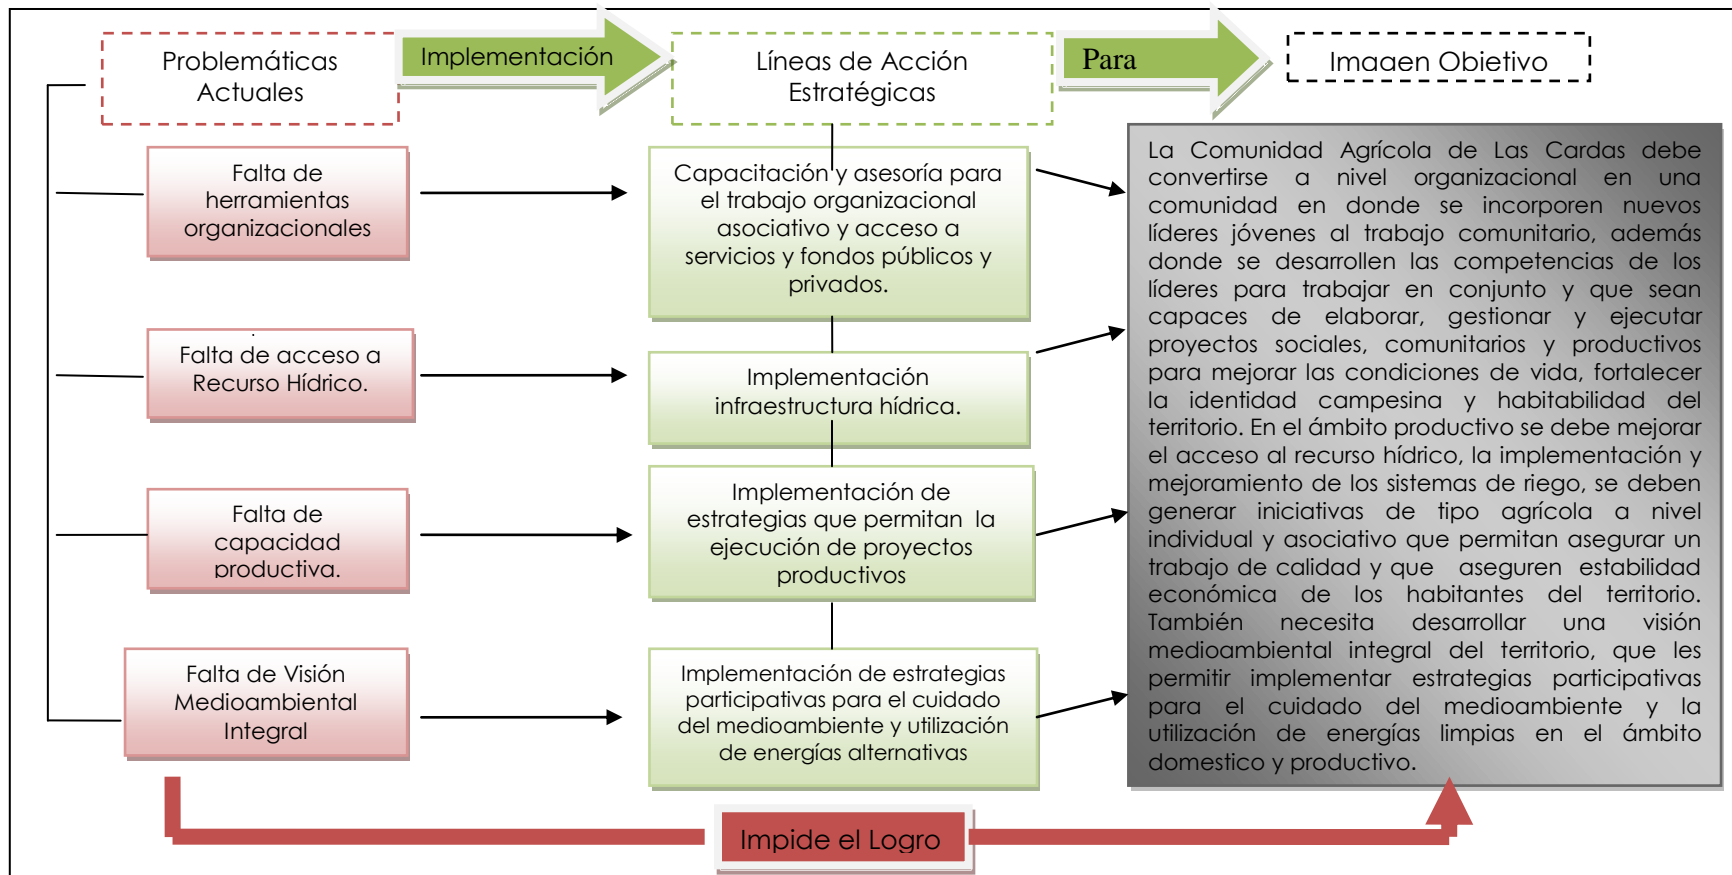 Problemáticas
Actuales
Implementación
Líneas de Acción
Estratégicas
Para
Imagen Objetivo
Falta de
herramientas
organizacionales
Capacitación y asesoría para
el trabajo organizacional
asociativo y acceso a
servicios y fondos públicos y
privados.
Falta de acceso a
Recurso Hídrico.
Implementación
infraestructura hídrica.
Falta de
capacidad
productiva.
Implementación de
estrategias que permitan la
ejecución de proyectos
productivos
Falta de Visión
Medioambiental
Integral
Implementación de estrategias
participativas para el cuidado
del medioambiente y utilización
de energías alternativas
La Comunidad Agrícola de Las Cardas debe
convertirse a nivel organizacional en una
comunidad en donde se incorporen nuevos
líderes jóvenes al trabajo comunitario, además
donde se desarrollen las competencias de los
líderes para trabajar en conjunto y que sean
capaces de elaborar, gestionar y ejecutar
proyectos sociales, comunitarios y productivos
para mejorar las condiciones de vida, fortalecer
la identidad campesina y habitabilidad del
territorio. En el ámbito productivo se debe mejorar
el acceso al recurso hídrico, la implementación y
mejoramiento de los sistemas de riego, se deben
generar iniciativas de tipo agrícola a nivel
individual y asociativo que permitan asegurar un
trabajo de calidad y que aseguren estabilidad
económica de los habitantes del territorio.
También necesita desarrollar una visión
medioambiental integral del territorio, que les
permitir implementar estrategias participativas
para el cuidado del medioambiente y la
utilización de energías limpias en el ámbito
domestico y productivo.
Impide el Logro